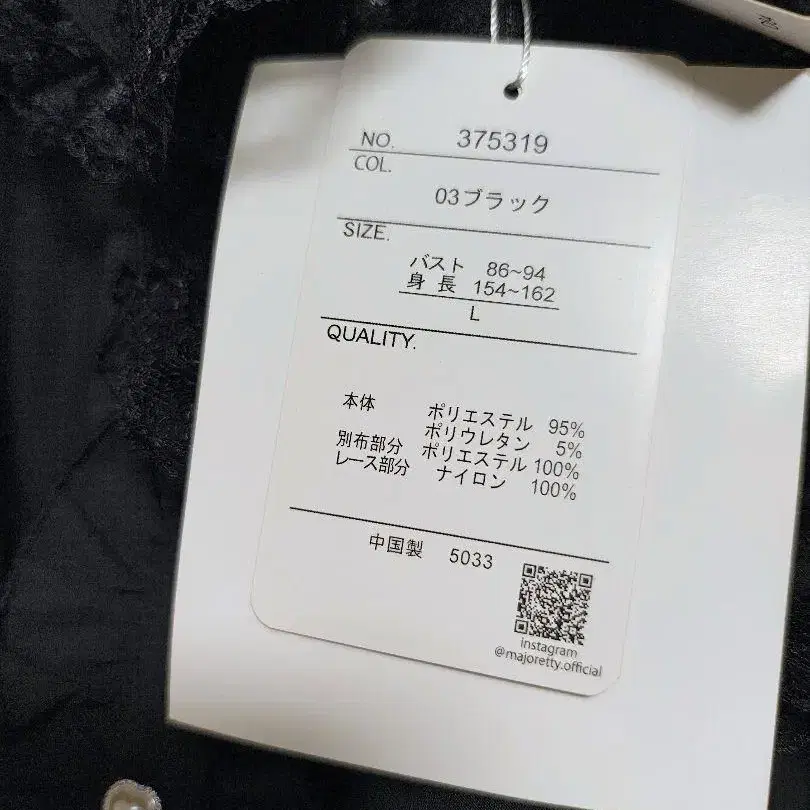 NO. 375319
COL.
03ブラック
SIZE.
バスト 86~94
身 長 154~162
L
QUALITY.
本体 ポリエステル 95%
ポリウレタン 5%
別布部分 ポリエステル 100%
レース部分 ナイロン 100%
中国製 5033
instagram
@majoretty.official